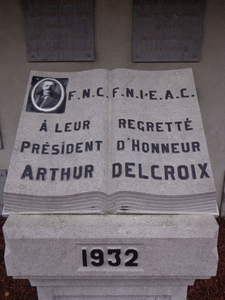 F.N.C. F.N.I.E.A.C.
À LEUR REGRETTÉ
PRÉSIDENT D'HONNEUR
ARTHUR DELCROIX
1932